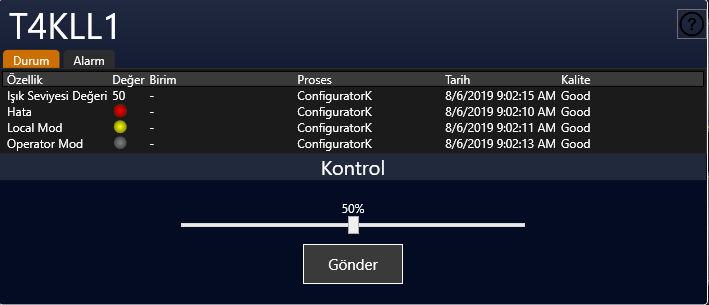 T4KLL1
?
Durum Alarm
Özellik Değer Birim Proses Tarih Kalite
Işık Seviyesi Değeri 50 - ConfiguratorK 8/6/2019 9:02:15 AM Good
Hata - ConfiguratorK 8/6/2019 9:02:10 AM Good
Local Mod - ConfiguratorK 8/6/2019 9:02:11 AM Good
Operator Mod - ConfiguratorK 8/6/2019 9:02:13 AM Good
Kontrol
50%
Gönder